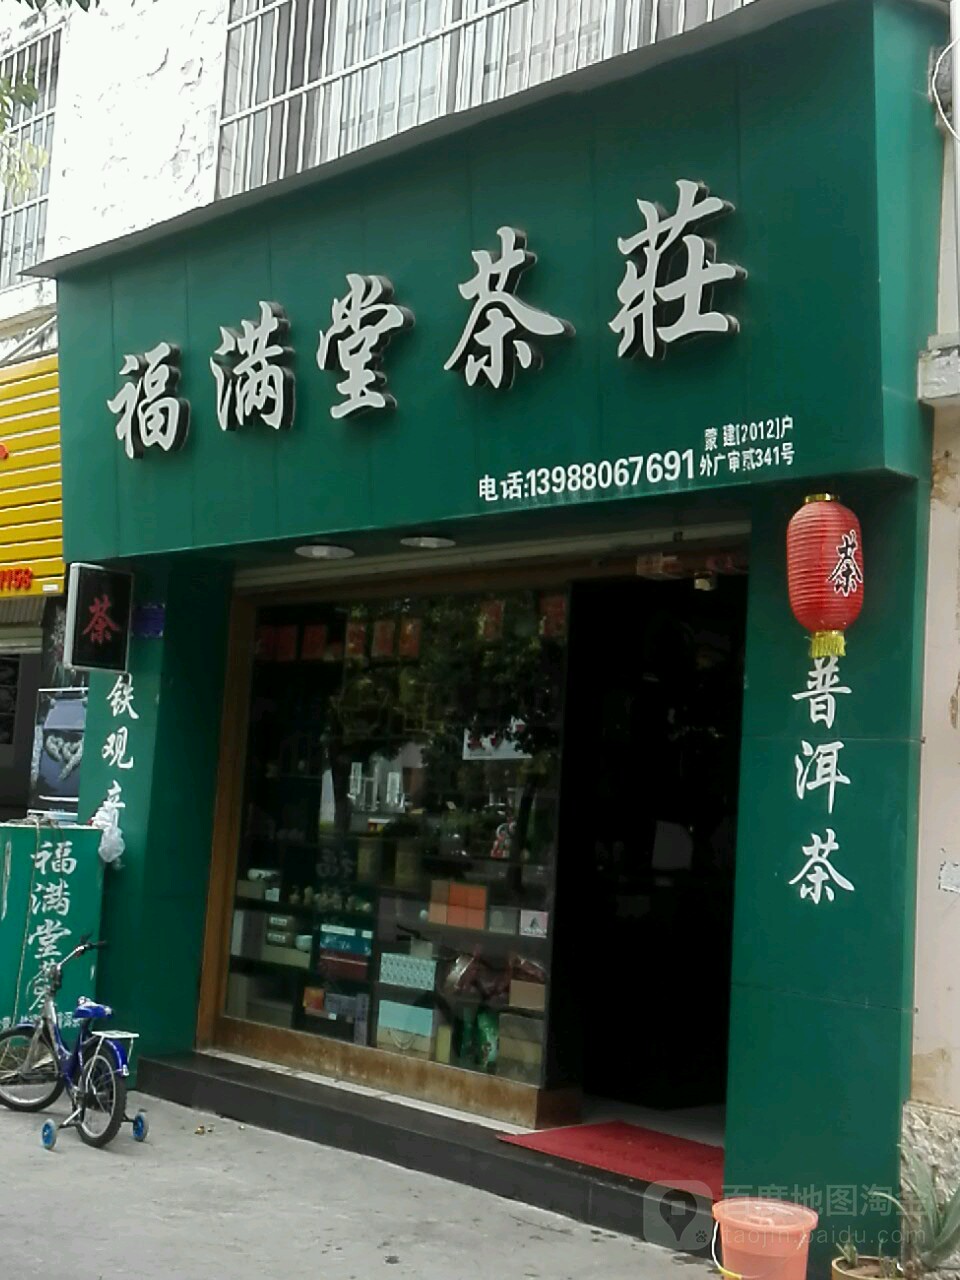 福满堂茶莊
电话:13988067691
蒙建[2012]户
外广审贰341号
茶
茶
铁观音
普洱茶
福满堂茶
百度地图淘金
taojin.baidu.com